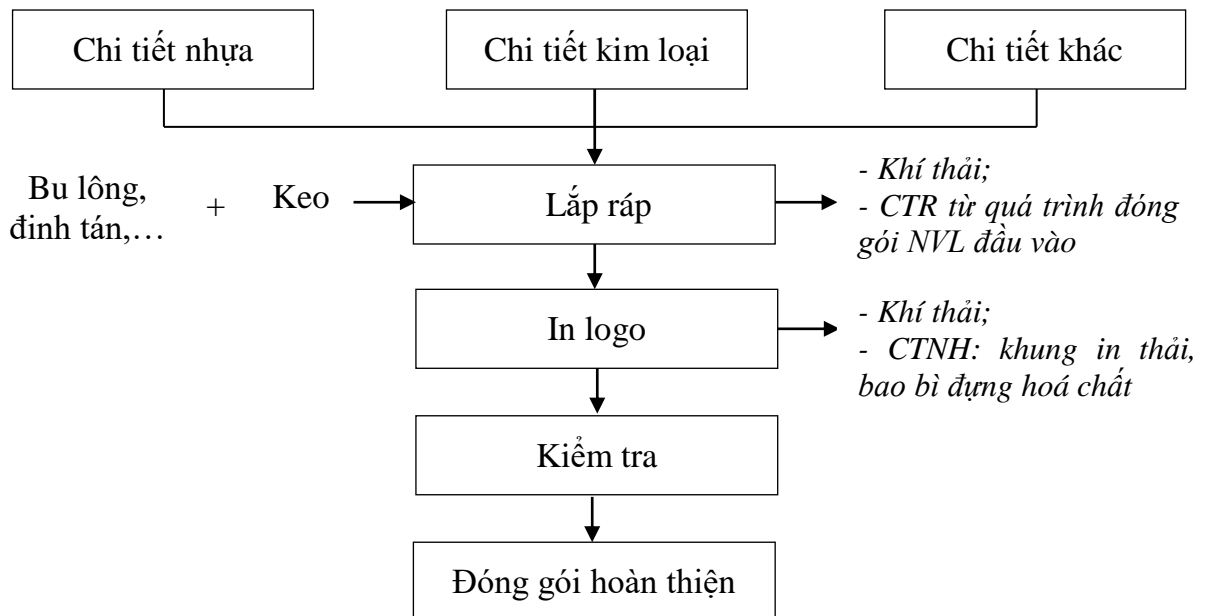 Chi tiết nhựa
Chi tiết kim loại
Chi tiết khác
Bu lông,
đinh tán,…
+
Keo
Lắp ráp
- Khí thải;
- CTR từ quá trình đóng
gói NVL đầu vào
In logo
- Khí thải;
- CTNH: khung in thải,
bao bì đựng hoá chất
Kiểm tra
Đóng gói hoàn thiện